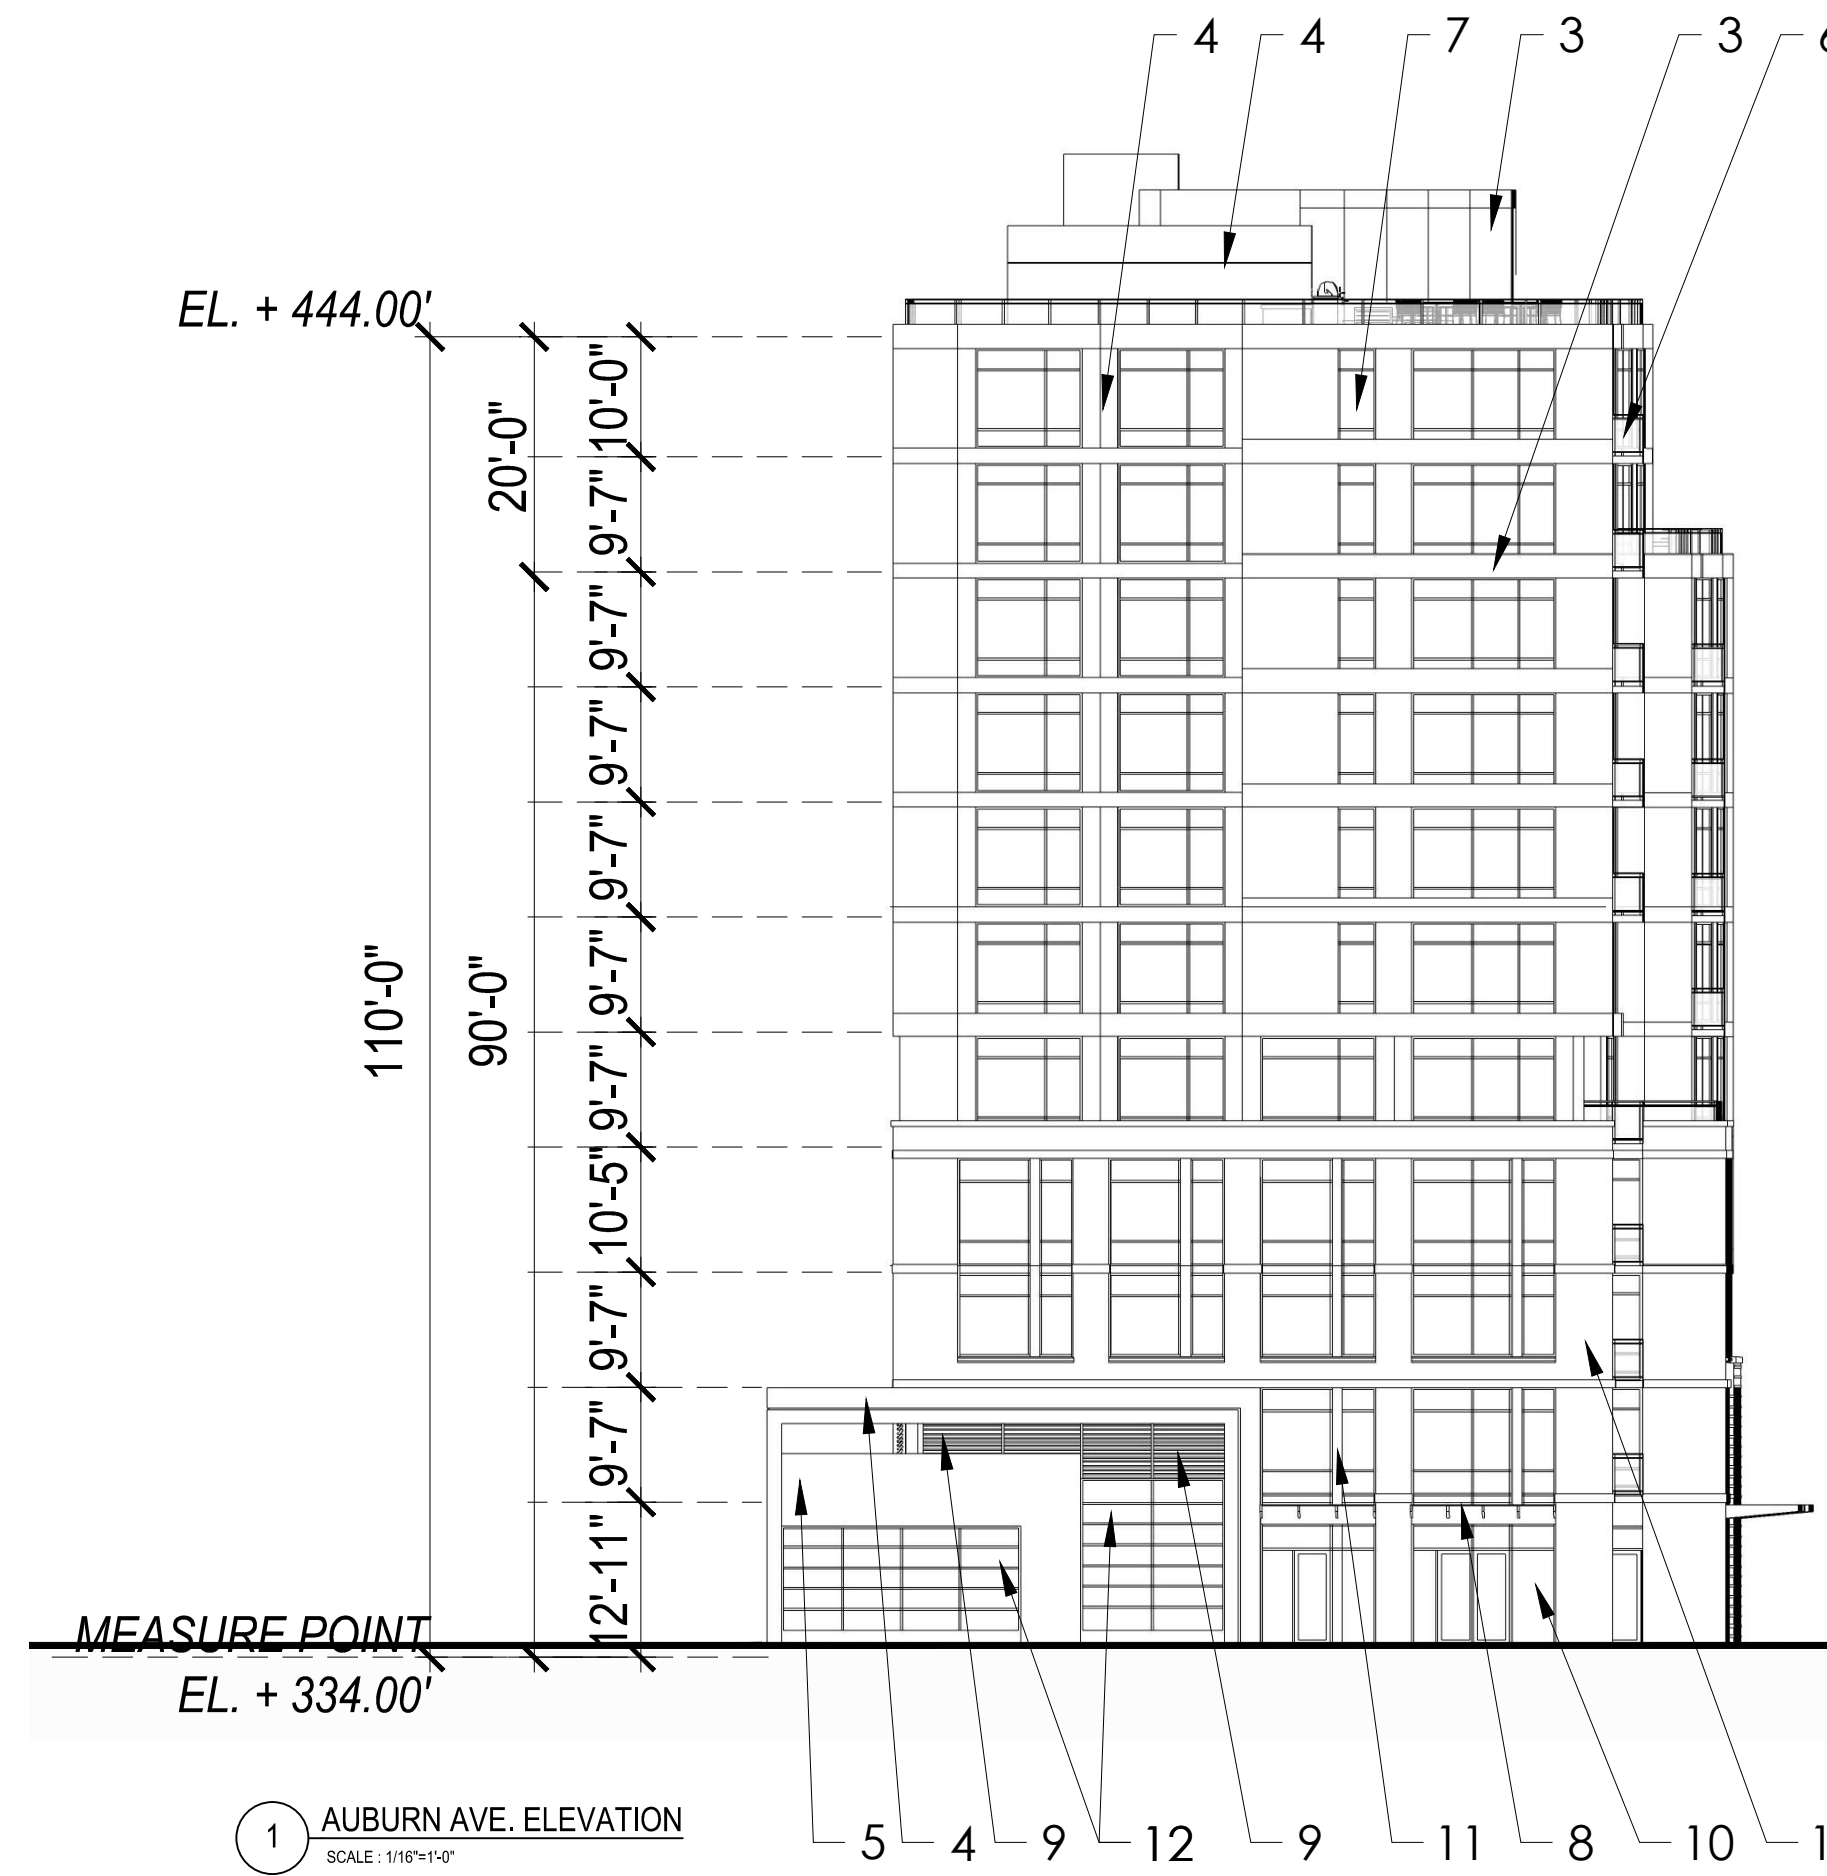 4 4 7 3 3
EL. + 444.00'
10'-0"
20'-0"
9'-7"
9'-7"
9'-7"
9'-7"
9'-7"
110'-0"
90'-0"
9'-7"
10'-5"
9'-7"
9'-7"
12'-11"
MEASURE POINT
EL. + 334.00'
1 AUBURN AVE. ELEVATION
SCALE : 1/16"=1'-0"
5 4 9 12 9 11 8 10